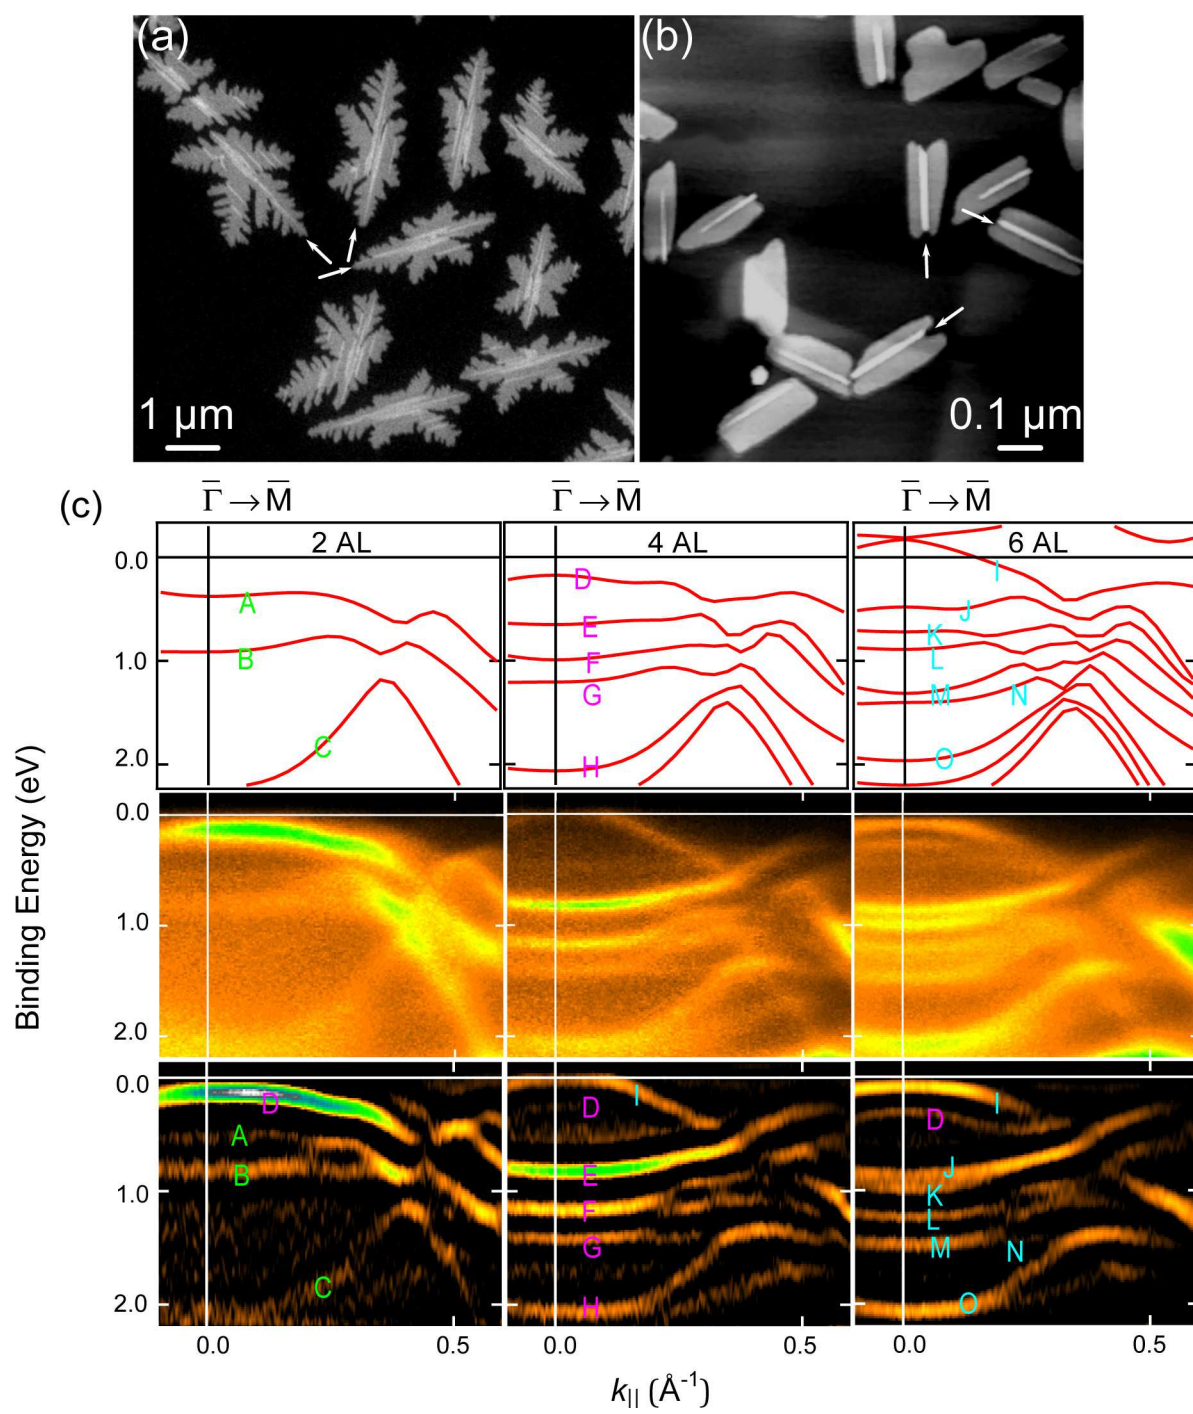 (a)
1 μm
(b)
0.1 μm
(c)
Γ̅ → M̅
Γ̅ → M̅
Γ̅ → M̅
2 AL
4 AL
6 AL
Binding Energy (eV)
0.0
1.0
2.0
A
B
C
D
E
F
G
H
I
J
K
L
M
N
O
0.0
1.0
2.0
0.0
1.0
2.0
D
A
B
C
I
D
E
F
G
H
I
D
J
K
L
M
N
O
0.0
0.5
0.0
0.5
0.0
0.5
k|| (Å⁻¹)